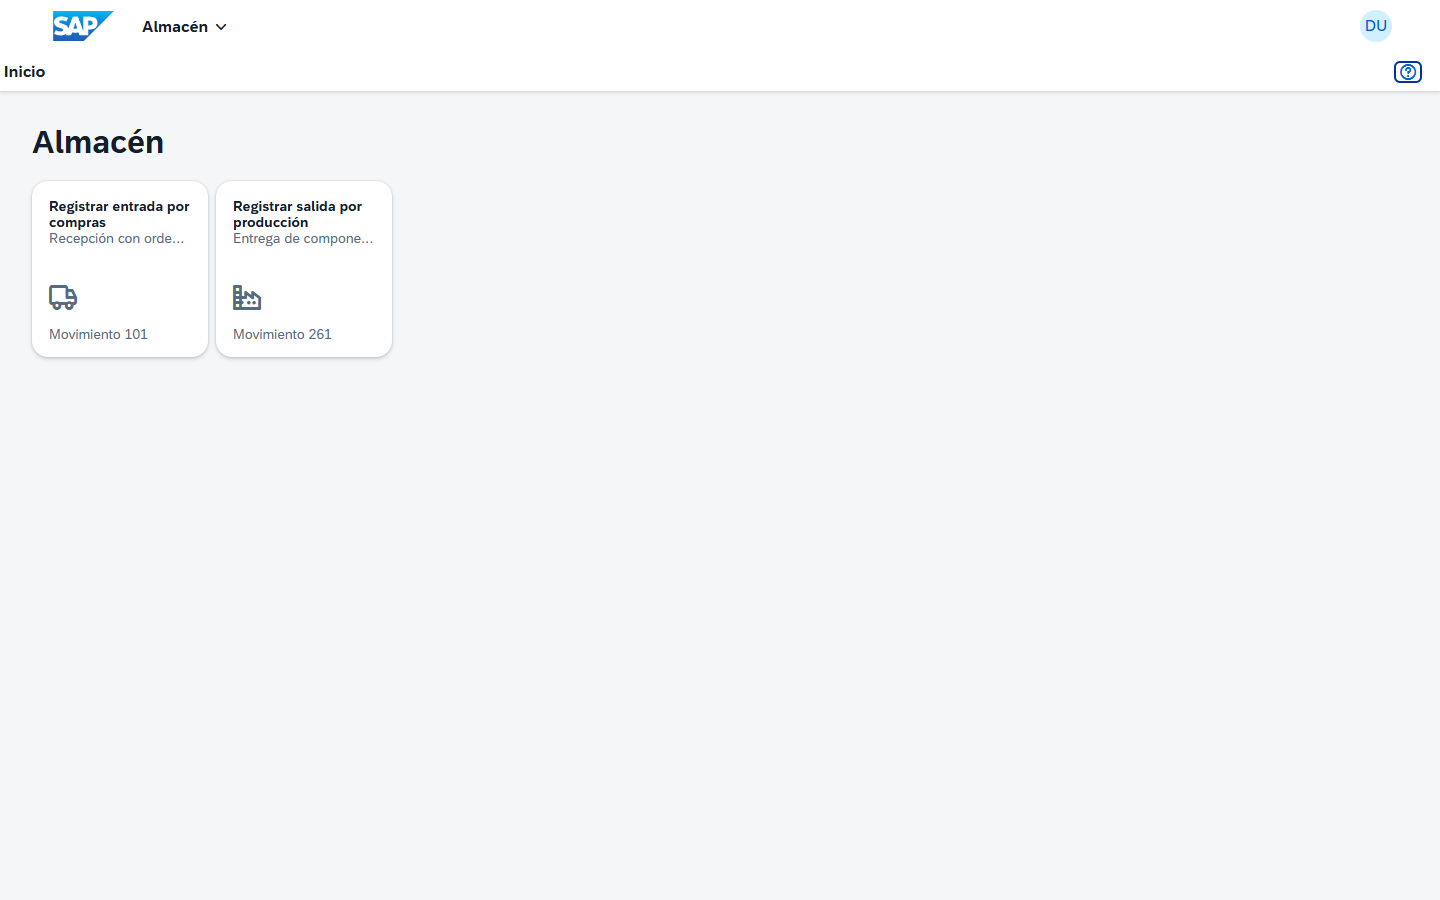 SAP
Almacén
DU
Inicio
Almacén
Registrar entrada por
compras
Recepción con orde...
Movimiento 101
Registrar salida por
producción
Entrega de compone...
Movimiento 261